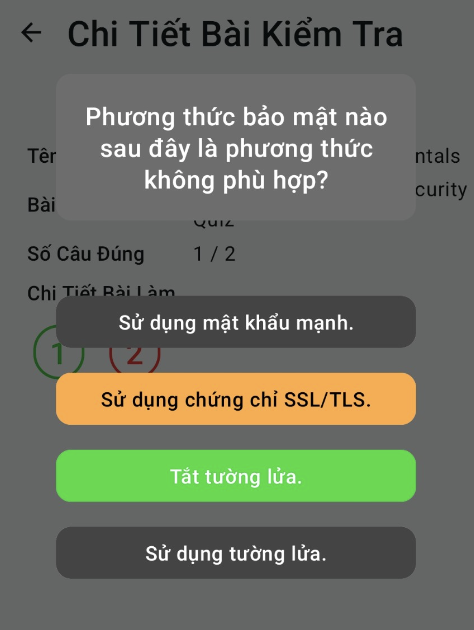 Chi Tiết Bài Kiểm Tra
Phương thức bảo mật nào
sau đây là phương thức
không phù hợp?
Tên
ntals
curity
Bài
Quiz
Số Câu Đúng
1 / 2
Chi Tiết Bài Làm
1
2
Sử dụng mật khẩu mạnh.
Sử dụng chứng chỉ SSL/TLS.
Tắt tường lửa.
Sử dụng tường lửa.